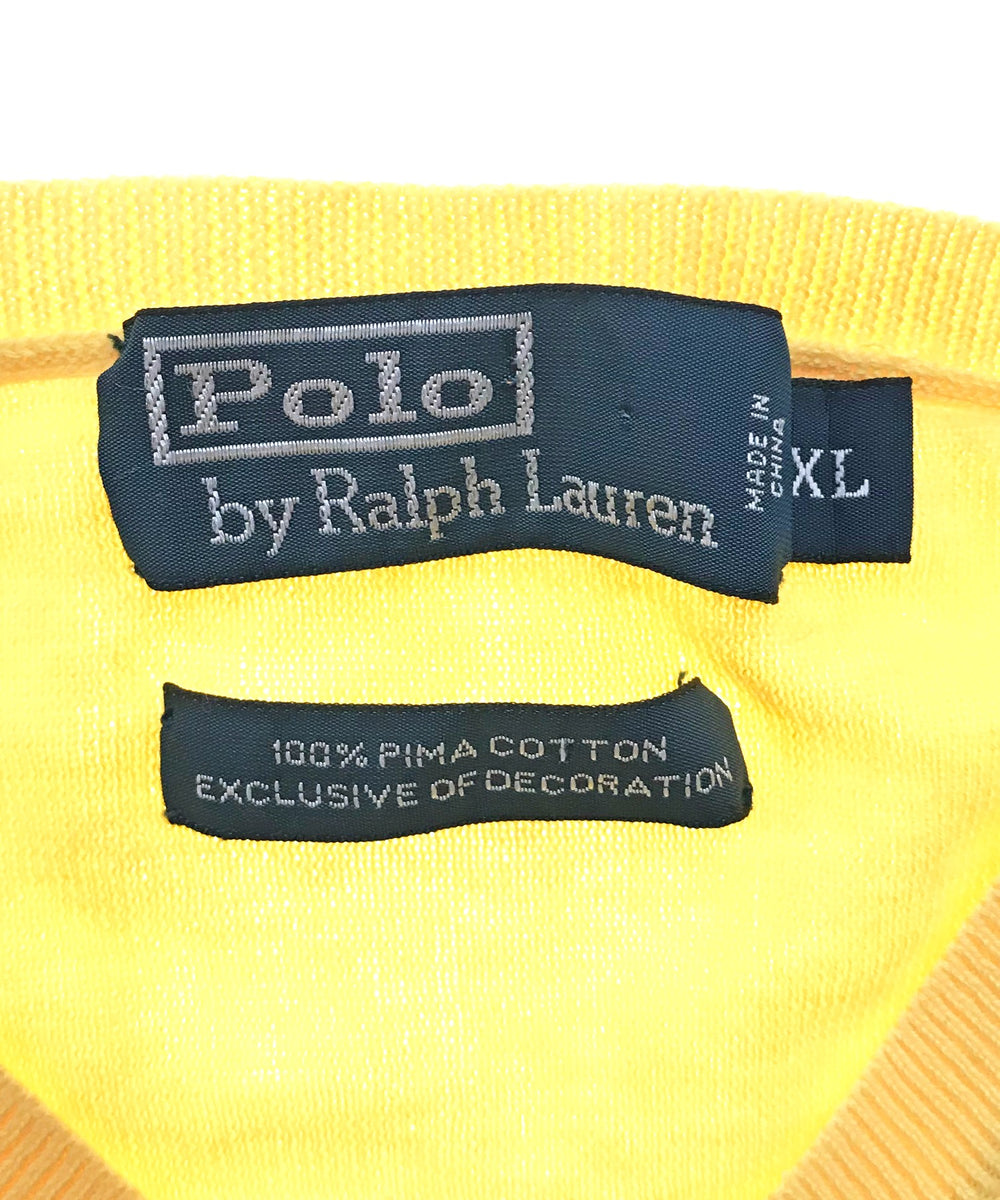 Polo
by Ralph Lauren
MADE IN
CHINA
XL
100% PIMA COTTON
EXCLUSIVE OF DECORATION